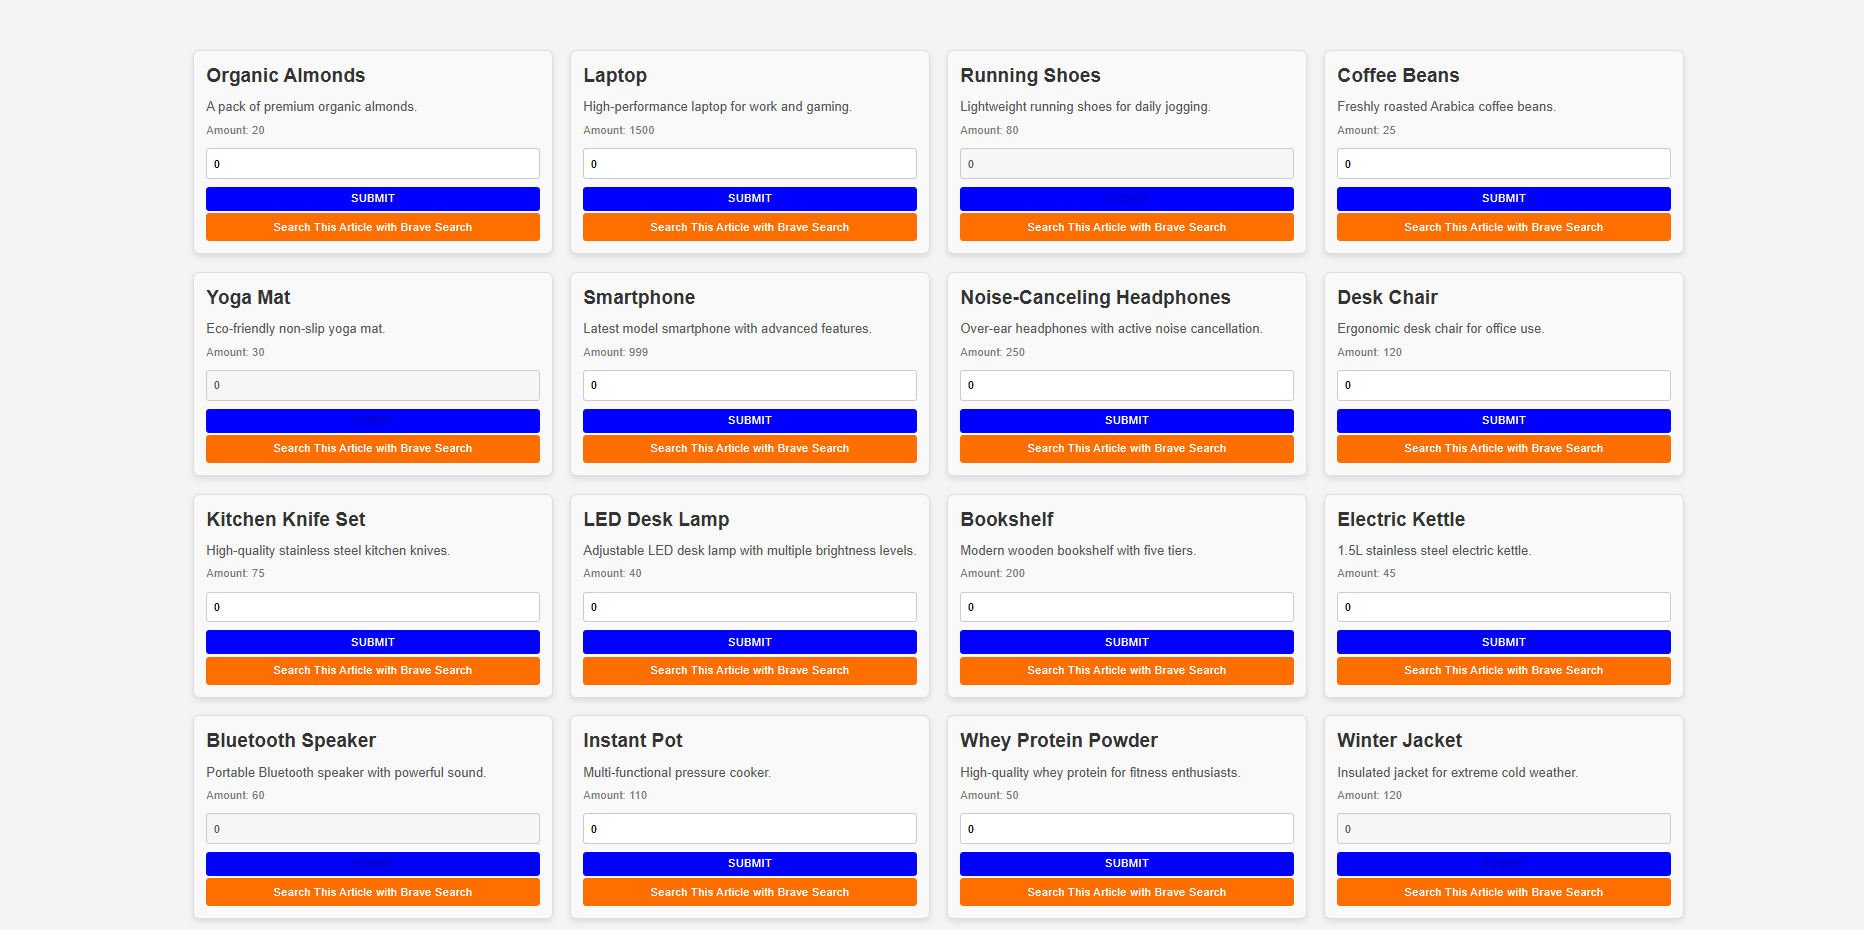 Organic Almonds
A pack of premium organic almonds.
Amount: 20
0
SUBMIT
Search This Article with Brave Search
Laptop
High-performance laptop for work and gaming.
Amount: 1500
0
SUBMIT
Search This Article with Brave Search
Running Shoes
Lightweight running shoes for daily jogging.
Amount: 80
0
SUBMIT
Search This Article with Brave Search
Coffee Beans
Freshly roasted Arabica coffee beans.
Amount: 25
0
SUBMIT
Search This Article with Brave Search
Yoga Mat
Eco-friendly non-slip yoga mat.
Amount: 30
0
SUBMIT
Search This Article with Brave Search
Smartphone
Latest model smartphone with advanced features.
Amount: 999
0
SUBMIT
Search This Article with Brave Search
Noise-Canceling Headphones
Over-ear headphones with active noise cancellation.
Amount: 250
0
SUBMIT
Search This Article with Brave Search
Desk Chair
Ergonomic desk chair for office use.
Amount: 120
0
SUBMIT
Search This Article with Brave Search
Kitchen Knife Set
High-quality stainless steel kitchen knives.
Amount: 75
0
SUBMIT
Search This Article with Brave Search
LED Desk Lamp
Adjustable LED desk lamp with multiple brightness levels.
Amount: 40
0
SUBMIT
Search This Article with Brave Search
Bookshelf
Modern wooden bookshelf with five tiers.
Amount: 200
0
SUBMIT
Search This Article with Brave Search
Electric Kettle
1.5L stainless steel electric kettle.
Amount: 45
0
SUBMIT
Search This Article with Brave Search
Bluetooth Speaker
Portable Bluetooth speaker with powerful sound.
Amount: 60
0
SUBMIT
Search This Article with Brave Search
Instant Pot
Multi-functional pressure cooker.
Amount: 110
0
SUBMIT
Search This Article with Brave Search
Whey Protein Powder
High-quality whey protein for fitness enthusiasts.
Amount: 50
0
SUBMIT
Search This Article with Brave Search
Winter Jacket
Insulated jacket for extreme cold weather.
Amount: 120
0
SUBMIT
Search This Article with Brave Search